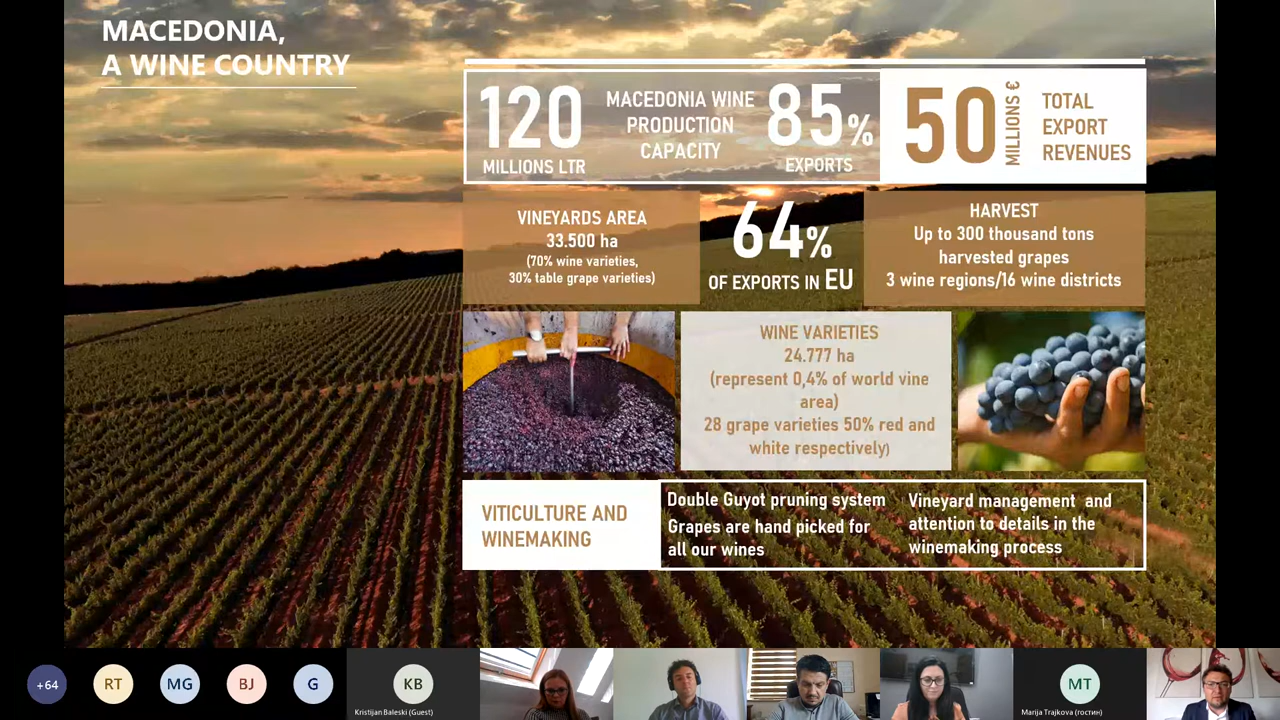 MACEDONIA,
A WINE COUNTRY
120
MILLIONS LTR
MACEDONIA WINE
PRODUCTION
CAPACITY
85%
EXPORTS
50
MILLIONS €
TOTAL
EXPORT
REVENUES
VINEYARDS AREA
33.500 ha
(70% wine varieties,
30% table grape varieties)
64%
OF EXPORTS IN EU
HARVEST
Up to 300 thousand tons
harvested grapes
3 wine regions/16 wine districts
WINE VARIETIES
24.777 ha
(represent 0,4% of world vine
area)
28 grape varieties 50% red and
white respectively)
VITICULTURE AND
WINEMAKING
Double Guyot pruning system
Grapes are hand picked for
all our wines
Vineyard management and
attention to details in the
winemaking process
+64
RT
MG
BJ
G
KB
Kristijan Baleski (Guest)
MT
Marija Trajkova (гостин)